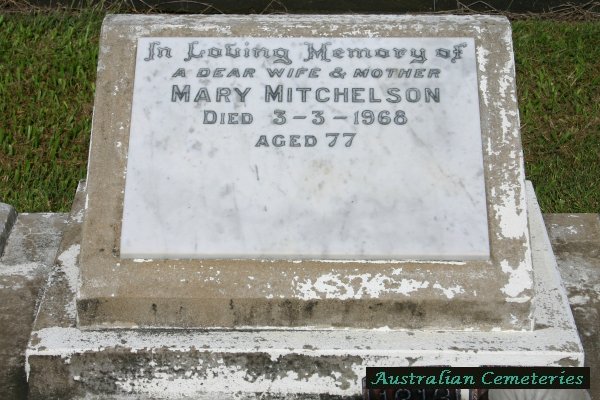 In Loving Memory of
A DEAR WIFE & MOTHER
MARY MITCHELSON
DIED 3-3-1968
AGED 77
Australian Cemeteries